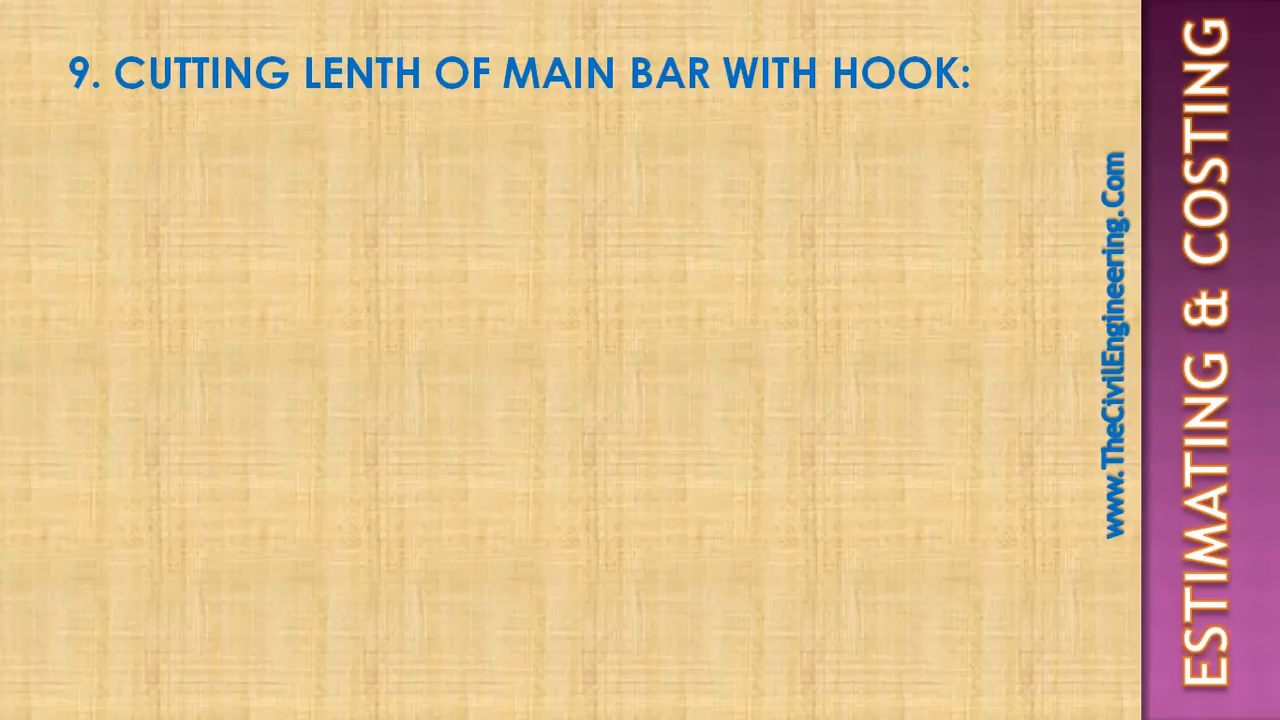 9. CUTTING LENTH OF MAIN BAR WITH HOOK:
www.TheCivilEngineering.Com
ESTIMATING & COSTING